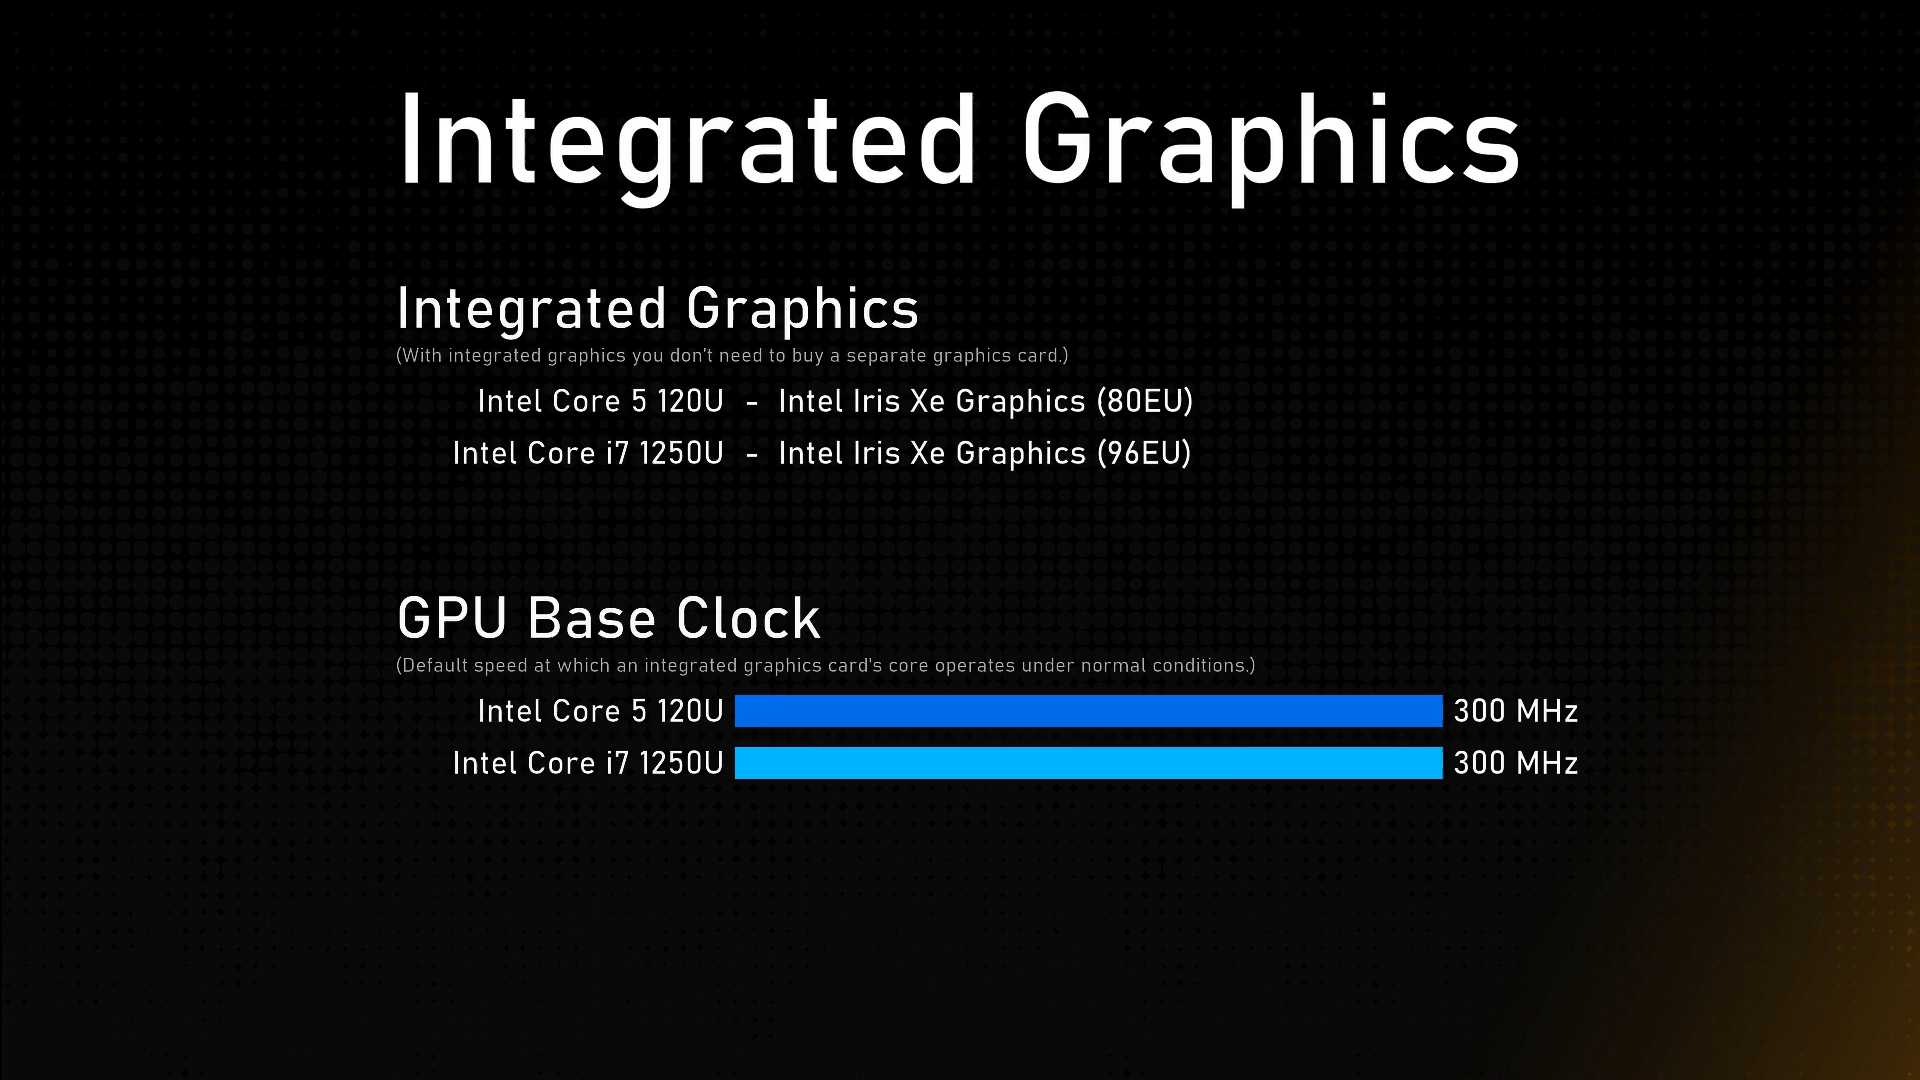 Integrated Graphics
Integrated Graphics
(With integrated graphics you don't need to buy a separate graphics card.)
Intel Core 5 120U - Intel Iris Xe Graphics (80EU)
Intel Core i7 1250U - Intel Iris Xe Graphics (96EU)
GPU Base Clock
(Default speed at which an integrated graphics card's core operates under normal conditions.)
Intel Core 5 120U 300 MHz
Intel Core i7 1250U 300 MHz